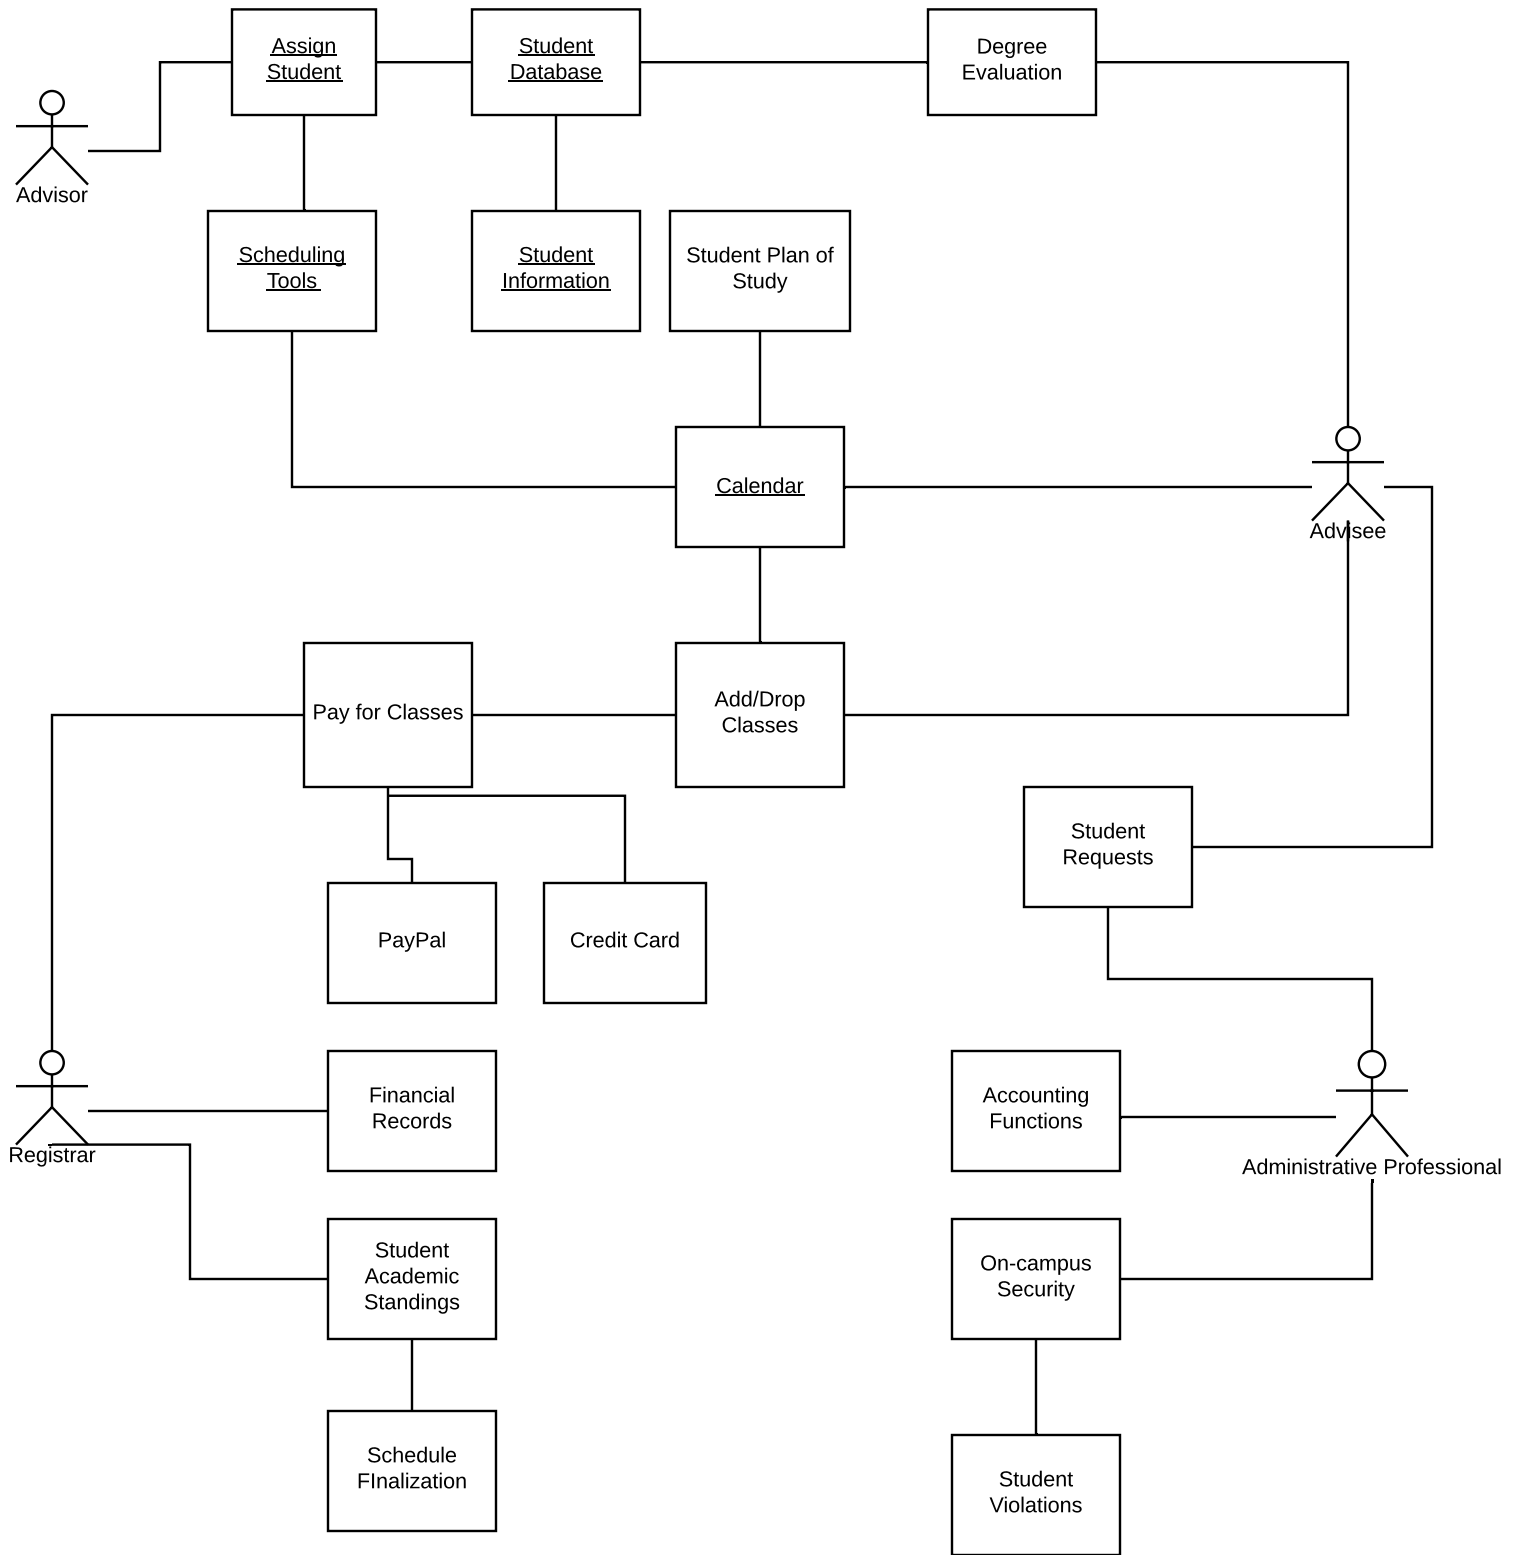 Assign
Student
Student
Database
Degree
Evaluation
Advisor
Scheduling
Tools
Student
Information
Student Plan of
Study
Calendar
Advisee
Pay for Classes
Add/Drop
Classes
Student
Requests
PayPal
Credit Card
Financial
Records
Accounting
Functions
Registrar
Administrative Professional
Student
Academic
Standings
On-campus
Security
Schedule
FInalization
Student
Violations